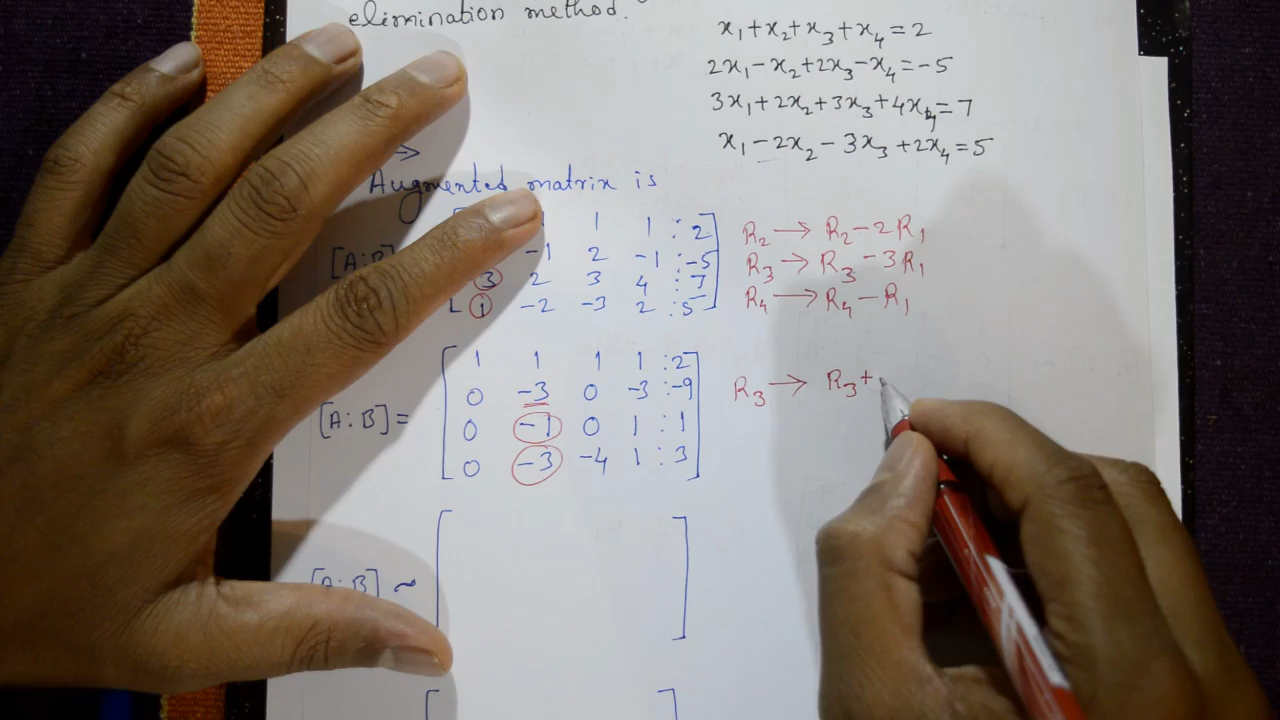 elimination method.
x₁+x₂+x₃+x₄=2
2x₁-x₂+2x₃-x₄=-5
3x₁+2x₂+3x₃+4x₄=7
x₁-2x₂-3x₃+2x₄=5
→
Augmented matrix is
1 1 1 : 2 R₂ → R₂-2R₁
[A:B] -1 2 -1 : -5 R₃ → R₃-3R₁
3 2 3 4 : 7 R₄ → R₄-R₁
1 -2 -3 2 : 5
1 1 1 1 : 2
0 -3 0 -3 : -9 R₃ → R₃+
[A:B] = 0 -1 0 1 : 1
0 -3 -4 1 : 3
[A:B] ~